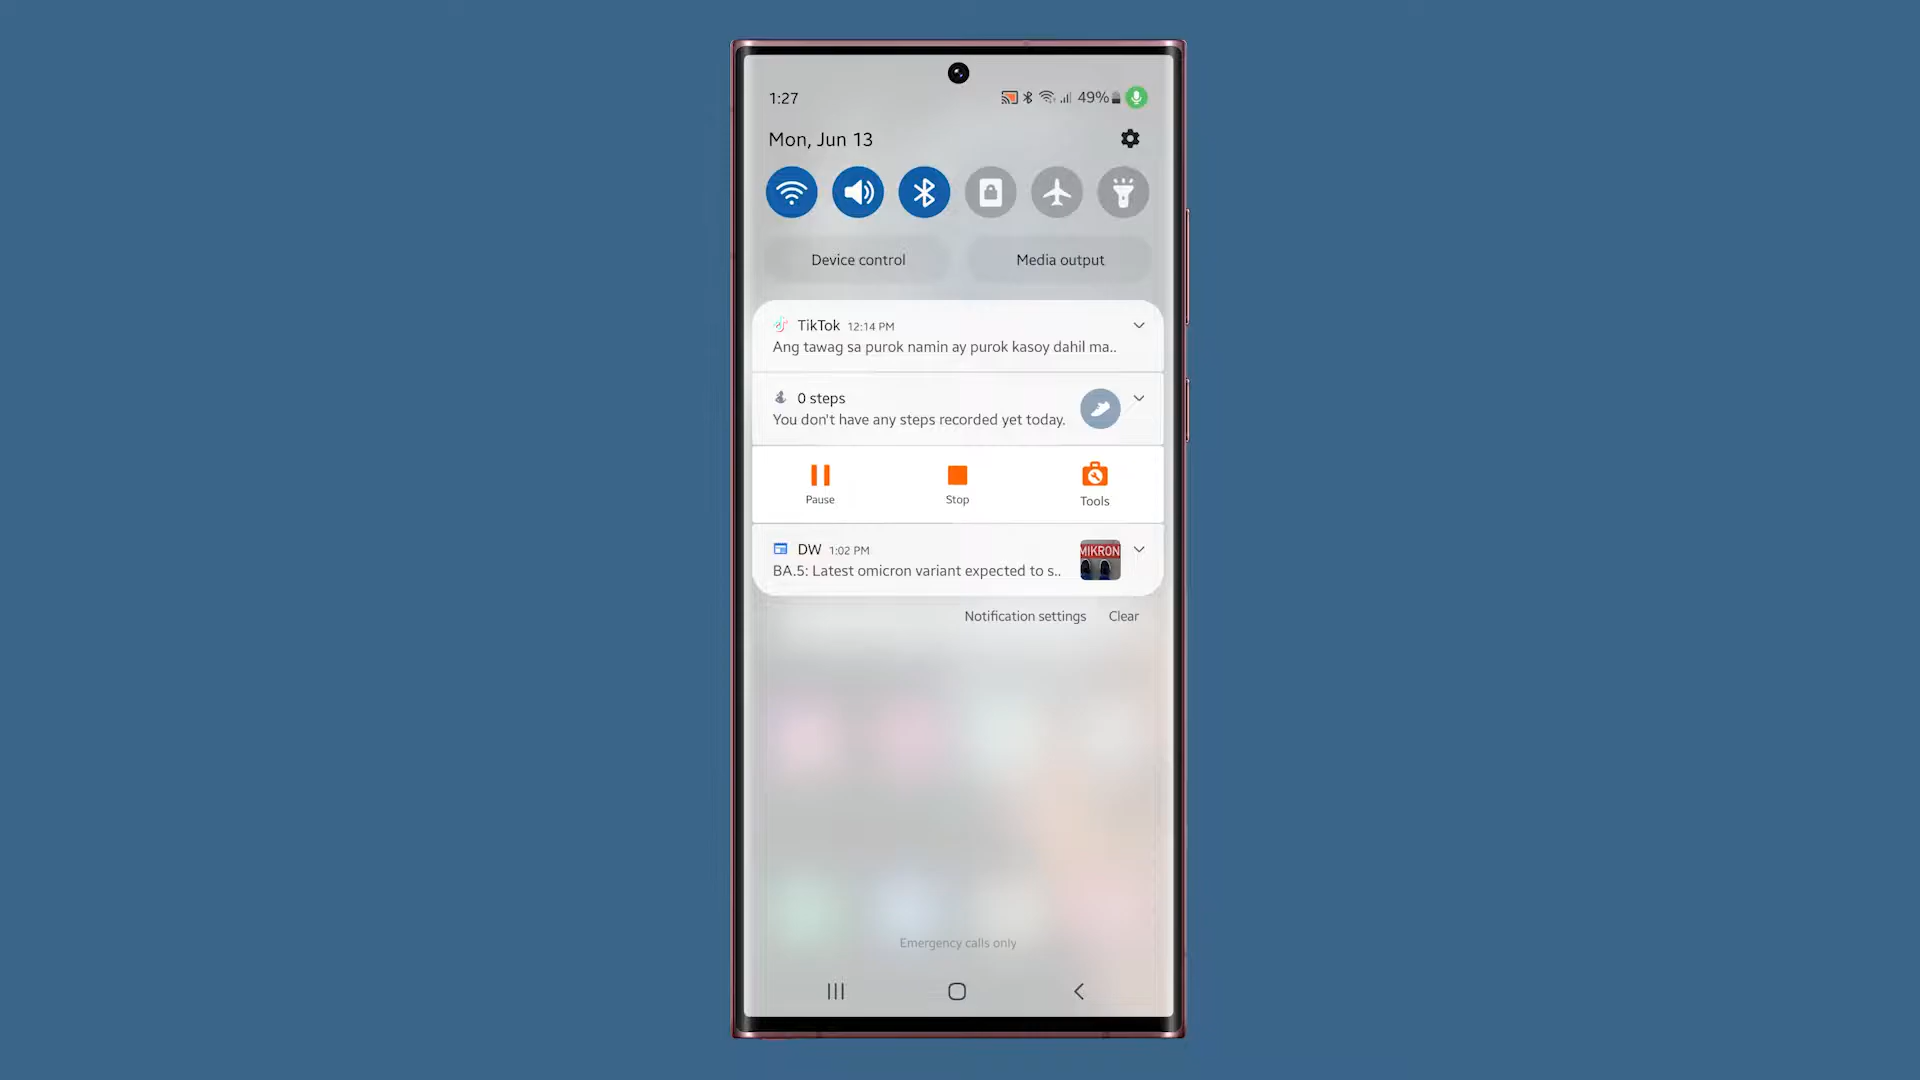 1:27
49%
Mon, Jun 13
Device control
Media output
TikTok 12:14 PM
Ang tawag sa purok namin ay purok kasoy dahil ma..
0 steps
You don't have any steps recorded yet today.
Pause
Stop
Tools
DW 1:02 PM
BA.5: Latest omicron variant expected to s..
MIKRON
Notification settings
Clear
Emergency calls only